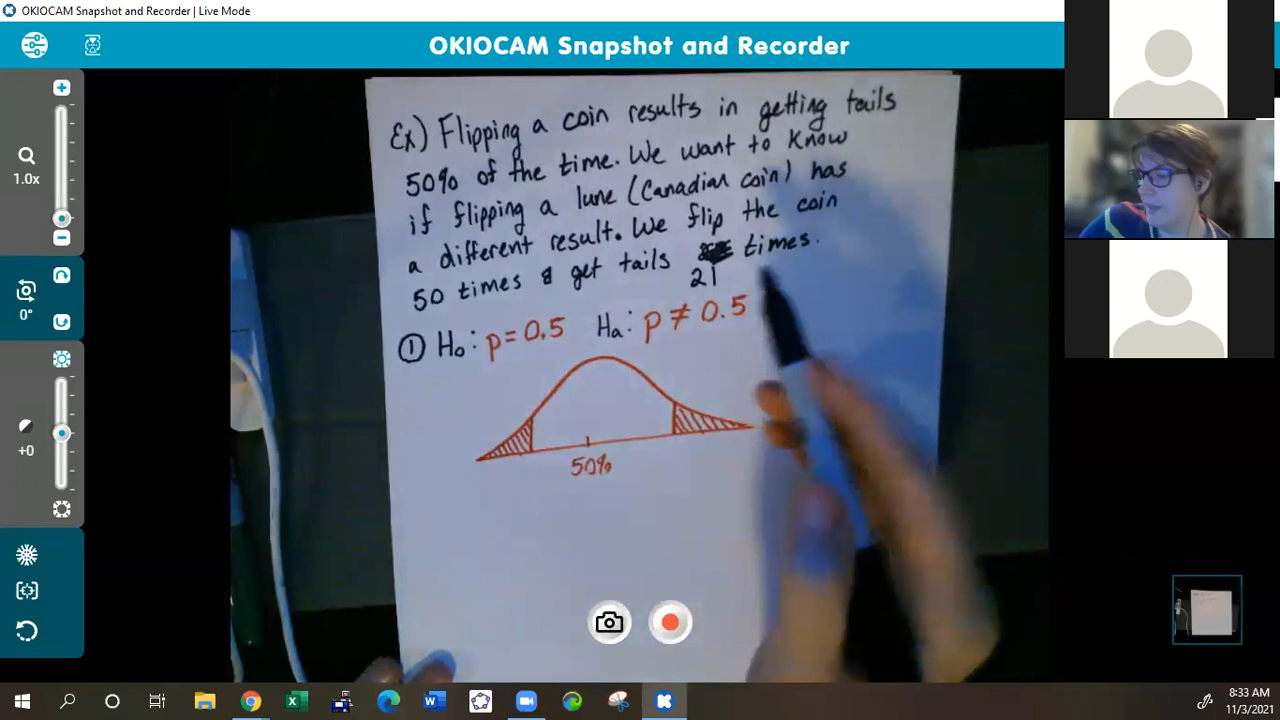 OKIOCAM Snapshot and Recorder | Live Mode
OKIOCAM Snapshot and Recorder
1.0x
0°
+0
Ex) Flipping a coin results in getting tails
50% of the time. We want to know
if flipping a lune (Canadian coin) has
a different result. We flip the coin
50 times & get tails times.
21
① H₀: p = 0.5 Hₐ: p ≠ 0.5
50%
8:33 AM
11/3/2021